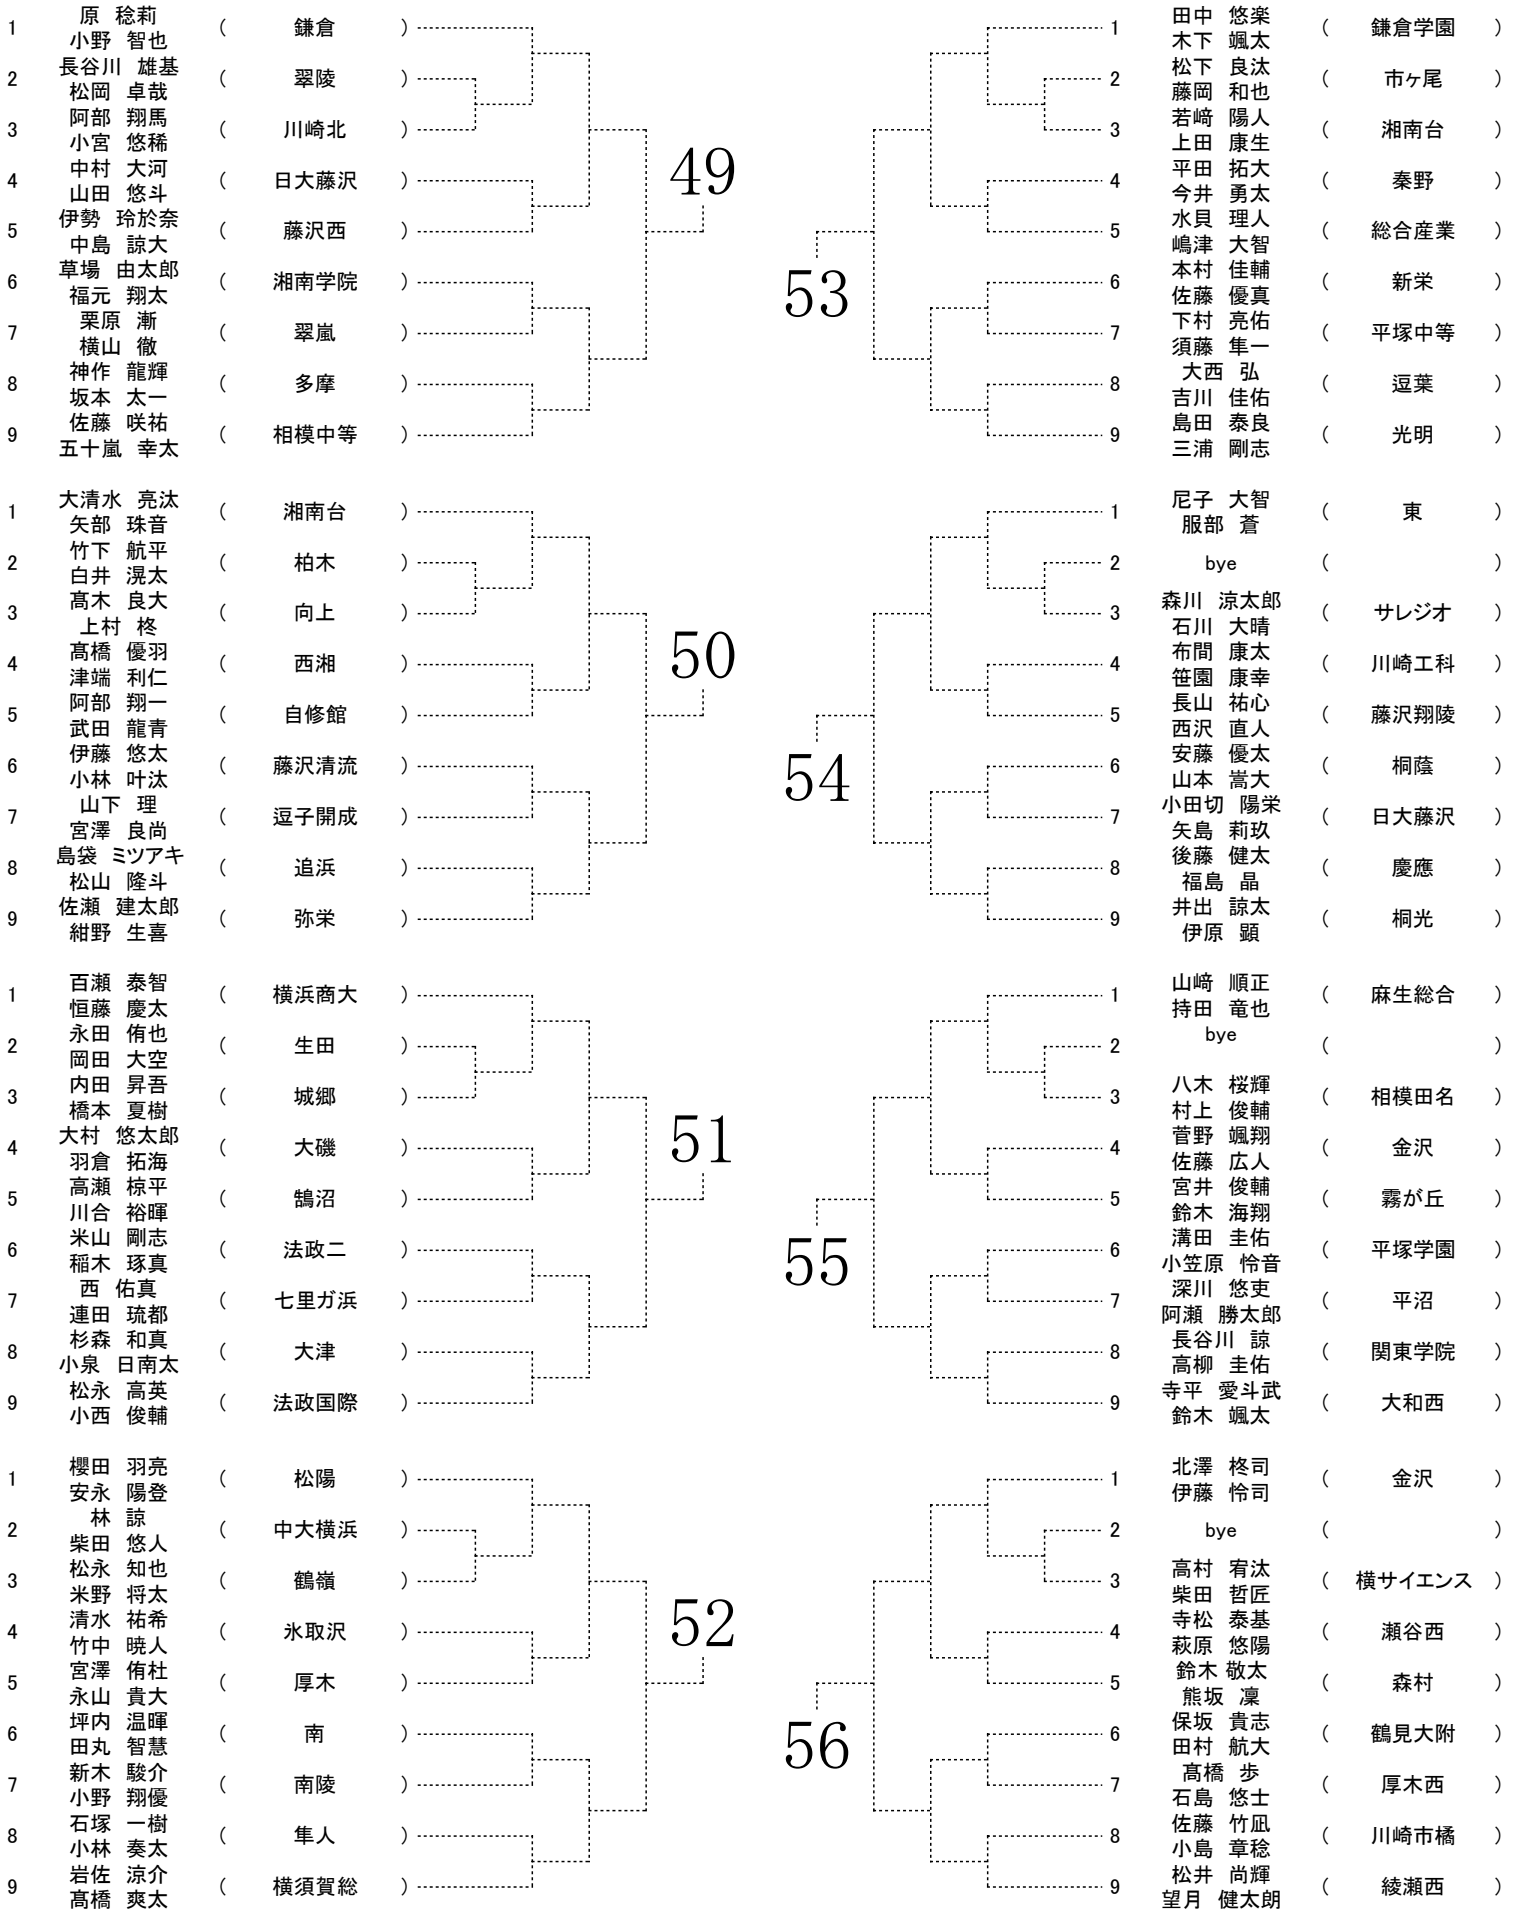 49
1 原 稔莉 小野 智也 ( 鎌倉 )
2 長谷川 雄基 松岡 卓哉 ( 翠陵 )
3 阿部 翔馬 小宮 悠稀 ( 川崎北 )
4 中村 大河 山田 悠斗 ( 日大藤沢 )
5 伊勢 玲於奈 中島 諒大 ( 藤沢西 )
6 草場 由太郎 福元 翔太 ( 湘南学院 )
7 栗原 漸 横山 徹 ( 翠嵐 )
8 神作 龍輝 坂本 太一 ( 多摩 )
9 佐藤 咲祐 五十嵐 幸太 ( 相模中等 )
50
1 大清水 亮汰 矢部 珠音 ( 湘南台 )
2 竹下 航平 白井 滉太 ( 柏木 )
3 髙木 良大 上村 柊 ( 向上 )
4 髙橋 優羽 津端 利仁 ( 西湘 )
5 阿部 翔一 武田 龍青 ( 自修館 )
6 伊藤 悠太 小林 叶汰 ( 藤沢清流 )
7 山下 理 宮澤 良尚 ( 逗子開成 )
8 島袋 ミツアキ 松山 隆斗 ( 追浜 )
9 佐瀬 建太郎 紺野 生喜 ( 弥栄 )
51
1 百瀬 泰智 恒藤 慶太 ( 横浜商大 )
2 永田 侑也 岡田 大空 ( 生田 )
3 内田 昇吾 橋本 夏樹 ( 城郷 )
4 大村 悠太郎 羽倉 拓海 ( 大磯 )
5 高瀬 椋平 川合 裕暉 ( 鵠沼 )
6 米山 剛志 稲木 琢真 ( 法政二 )
7 西 佑真 連田 琉都 ( 七里ガ浜 )
8 杉森 和真 小泉 日南太 ( 大津 )
9 松永 高英 小西 俊輔 ( 法政国際 )
52
1 櫻田 羽亮 安永 陽登 ( 松陽 )
2 林 諒 柴田 悠人 ( 中大横浜 )
3 松永 知也 米野 将太 ( 鶴嶺 )
4 清水 祐希 竹中 暁人 ( 氷取沢 )
5 宮澤 侑杜 永山 貴大 ( 厚木 )
6 坪内 温暉 田丸 智慧 ( 南 )
7 新木 駿介 小野 翔優 ( 南陵 )
8 石塚 一樹 小林 奏太 ( 隼人 )
9 岩佐 涼介 髙橋 爽太 ( 横須賀総 )
53
1 田中 悠楽 木下 颯太 ( 鎌倉学園 )
2 松下 良汰 藤岡 和也 ( 市ヶ尾 )
3 若﨑 陽人 上田 康生 ( 湘南台 )
4 平田 拓大 今井 勇太 ( 秦野 )
5 水貝 理人 嶋津 大智 ( 総合産業 )
6 本村 佳輔 佐藤 優真 ( 新栄 )
7 下村 亮佑 須藤 隼一 ( 平塚中等 )
8 大西 弘 吉川 佳佑 ( 逗葉 )
9 島田 泰良 三浦 剛志 ( 光明 )
54
1 尼子 大智 服部 蒼 ( 東 )
2 bye ( )
3 森川 涼太郎 石川 大晴 ( サレジオ )
4 布間 康太 笹園 康幸 ( 川崎工科 )
5 長山 祐心 西沢 直人 ( 藤沢翔陵 )
6 安藤 優太 山本 嵩大 ( 桐蔭 )
7 小田切 陽栄 矢島 莉玖 ( 日大藤沢 )
8 後藤 健太 福島 晶 ( 慶應 )
9 井出 諒太 伊原 顕 ( 桐光 )
55
1 山﨑 順正 持田 竜也 ( 麻生総合 )
2 bye ( )
3 八木 桜輝 村上 俊輔 ( 相模田名 )
4 菅野 颯翔 佐藤 広人 ( 金沢 )
5 宮井 俊輔 鈴木 海翔 ( 霧が丘 )
6 溝田 圭佑 小笠原 怜音 ( 平塚学園 )
7 深川 悠吏 阿瀬 勝太郎 ( 平沼 )
8 長谷川 諒 高柳 圭佑 ( 関東学院 )
9 寺平 愛斗武 鈴木 颯太 ( 大和西 )
56
1 北澤 柊司 伊藤 怜司 ( 金沢 )
2 bye ( )
3 高村 宥汰 柴田 哲匠 ( 横サイエンス )
4 寺松 泰基 萩原 悠陽 ( 瀬谷西 )
5 鈴木 敬太 熊坂 凜 ( 森村 )
6 保坂 貴志 田村 航大 ( 鶴見大附 )
7 髙橋 歩 石島 悠士 ( 厚木西 )
8 佐藤 竹凪 小島 章稔 ( 川崎市橘 )
9 松井 尚輝 望月 健太朗 ( 綾瀬西 )